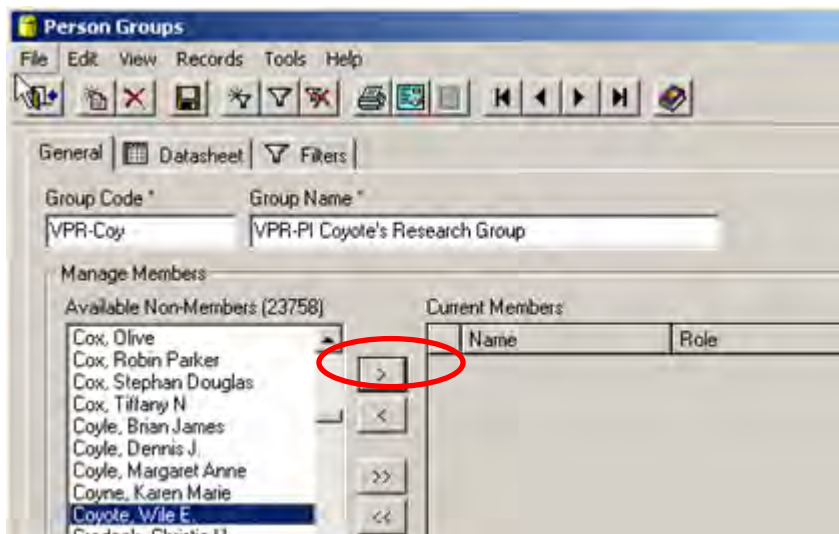 Person Groups
File Edit View Records Tools Help
General Datasheet Filters
Group Code * Group Name *
VPR-Coy VPR-PI Coyote's Research Group
Manage Members
Available Non-Members (23758) Current Members
Name Role
Cox, Olive
Cox, Robin Parker
Cox, Stephan Douglas
Cox, Tiffany N
Coyle, Brian James
Coyle, Dennis J.
Coyle, Margaret Anne
Coyne, Karen Marie
Coyote, Wile E.
>
<
>>
<<